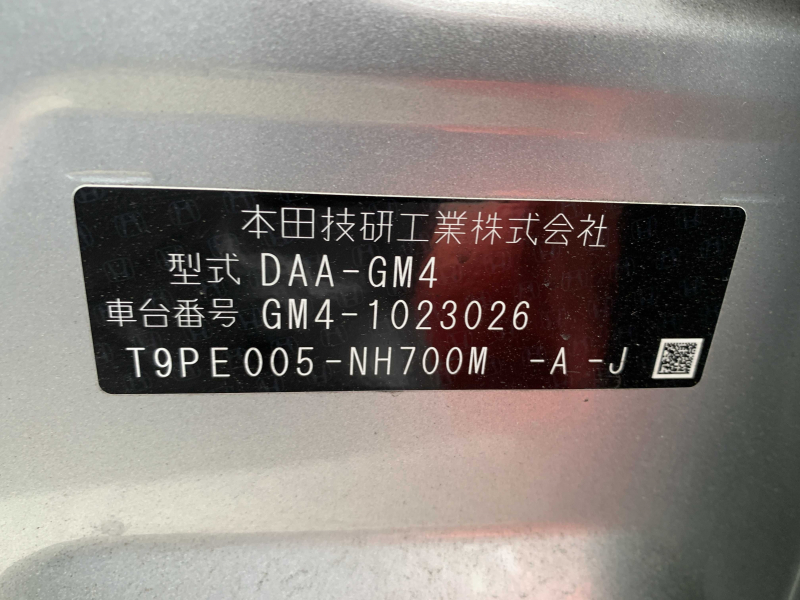 本田技研工業株式会社
型式 DAA-GM4
車台番号 GM4-1023026
T9PE005-NH700M -A -J